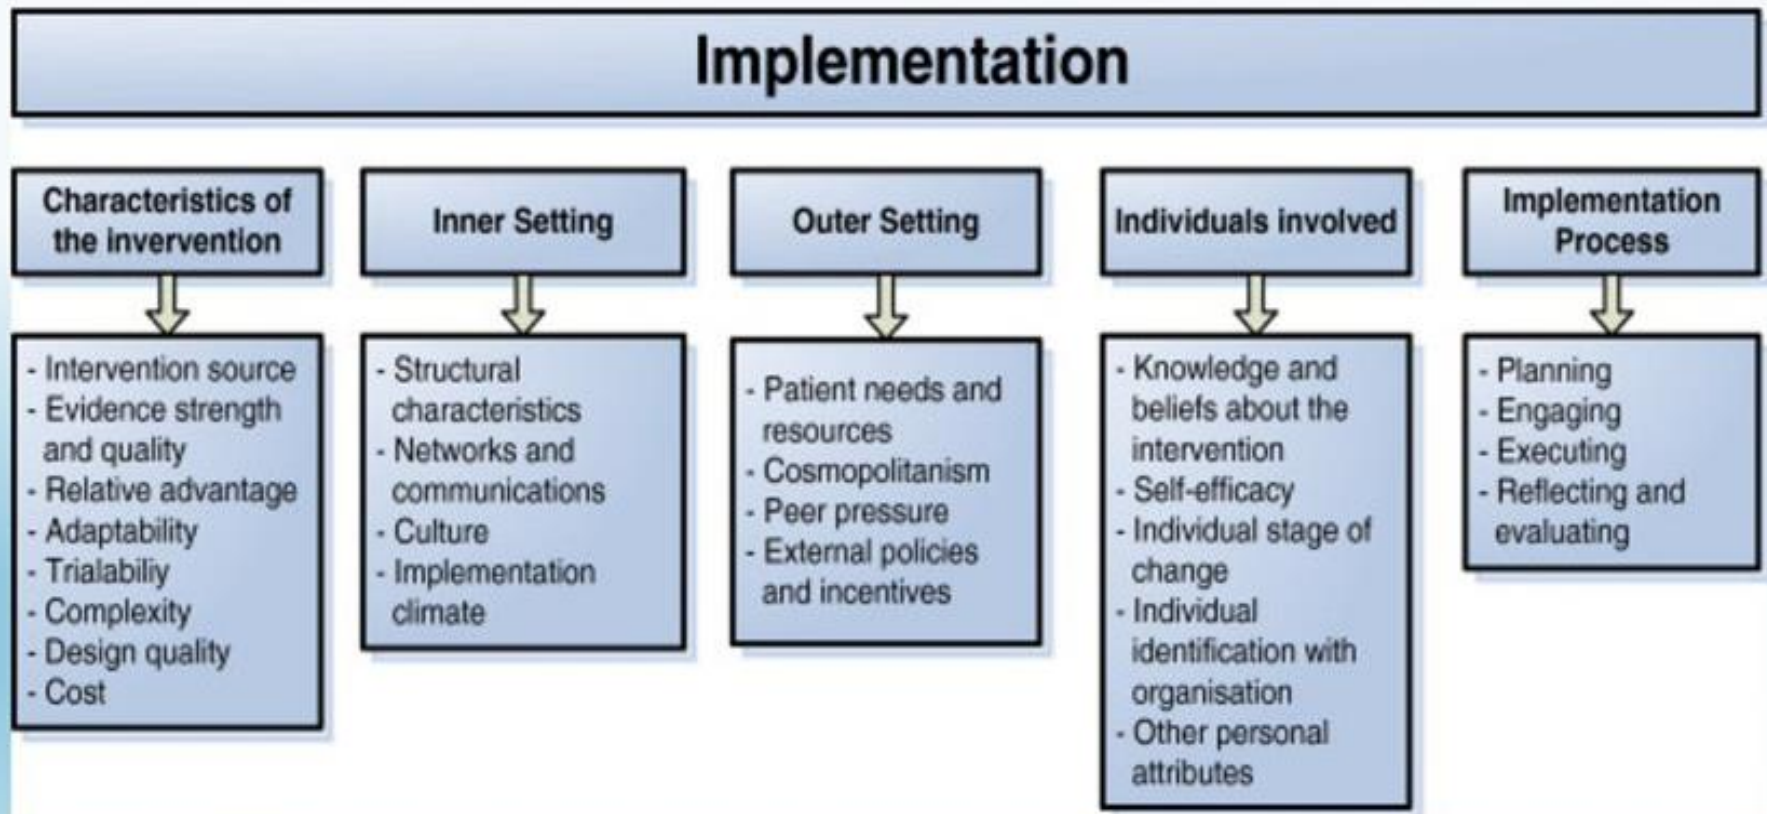 Implementation
Characteristics of
the invervention
- Intervention source
- Evidence strength
and quality
- Relative advantage
- Adaptability
- Trialabiliy
- Complexity
- Design quality
- Cost
Inner Setting
- Structural
characteristics
- Networks and
communications
- Culture
- Implementation
climate
Outer Setting
- Patient needs and
resources
- Cosmopolitanism
- Peer pressure
- External policies
and incentives
Individuals involved
- Knowledge and
beliefs about the
intervention
- Self-efficacy
- Individual stage of
change
- Individual
identification with
organisation
- Other personal
attributes
Implementation
Process
- Planning
- Engaging
- Executing
- Reflecting and
evaluating